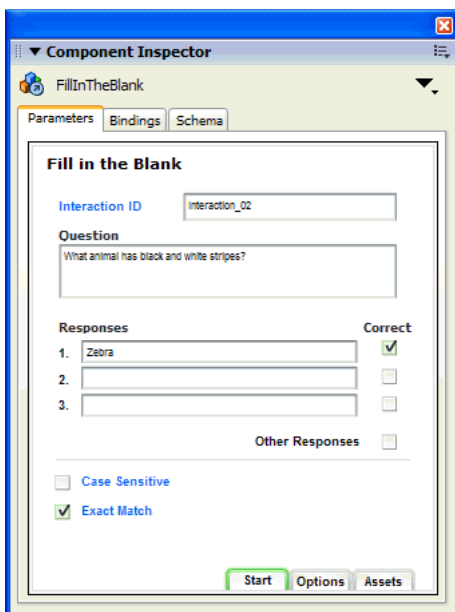 Component Inspector
FillInTheBlank
Parameters Bindings Schema
Fill in the Blank
Interaction ID Interaction_02
Question
What animal has black and white stripes?
Responses Correct
1. Zebra
2.
3.
Other Responses
Case Sensitive
Exact Match
Start Options Assets